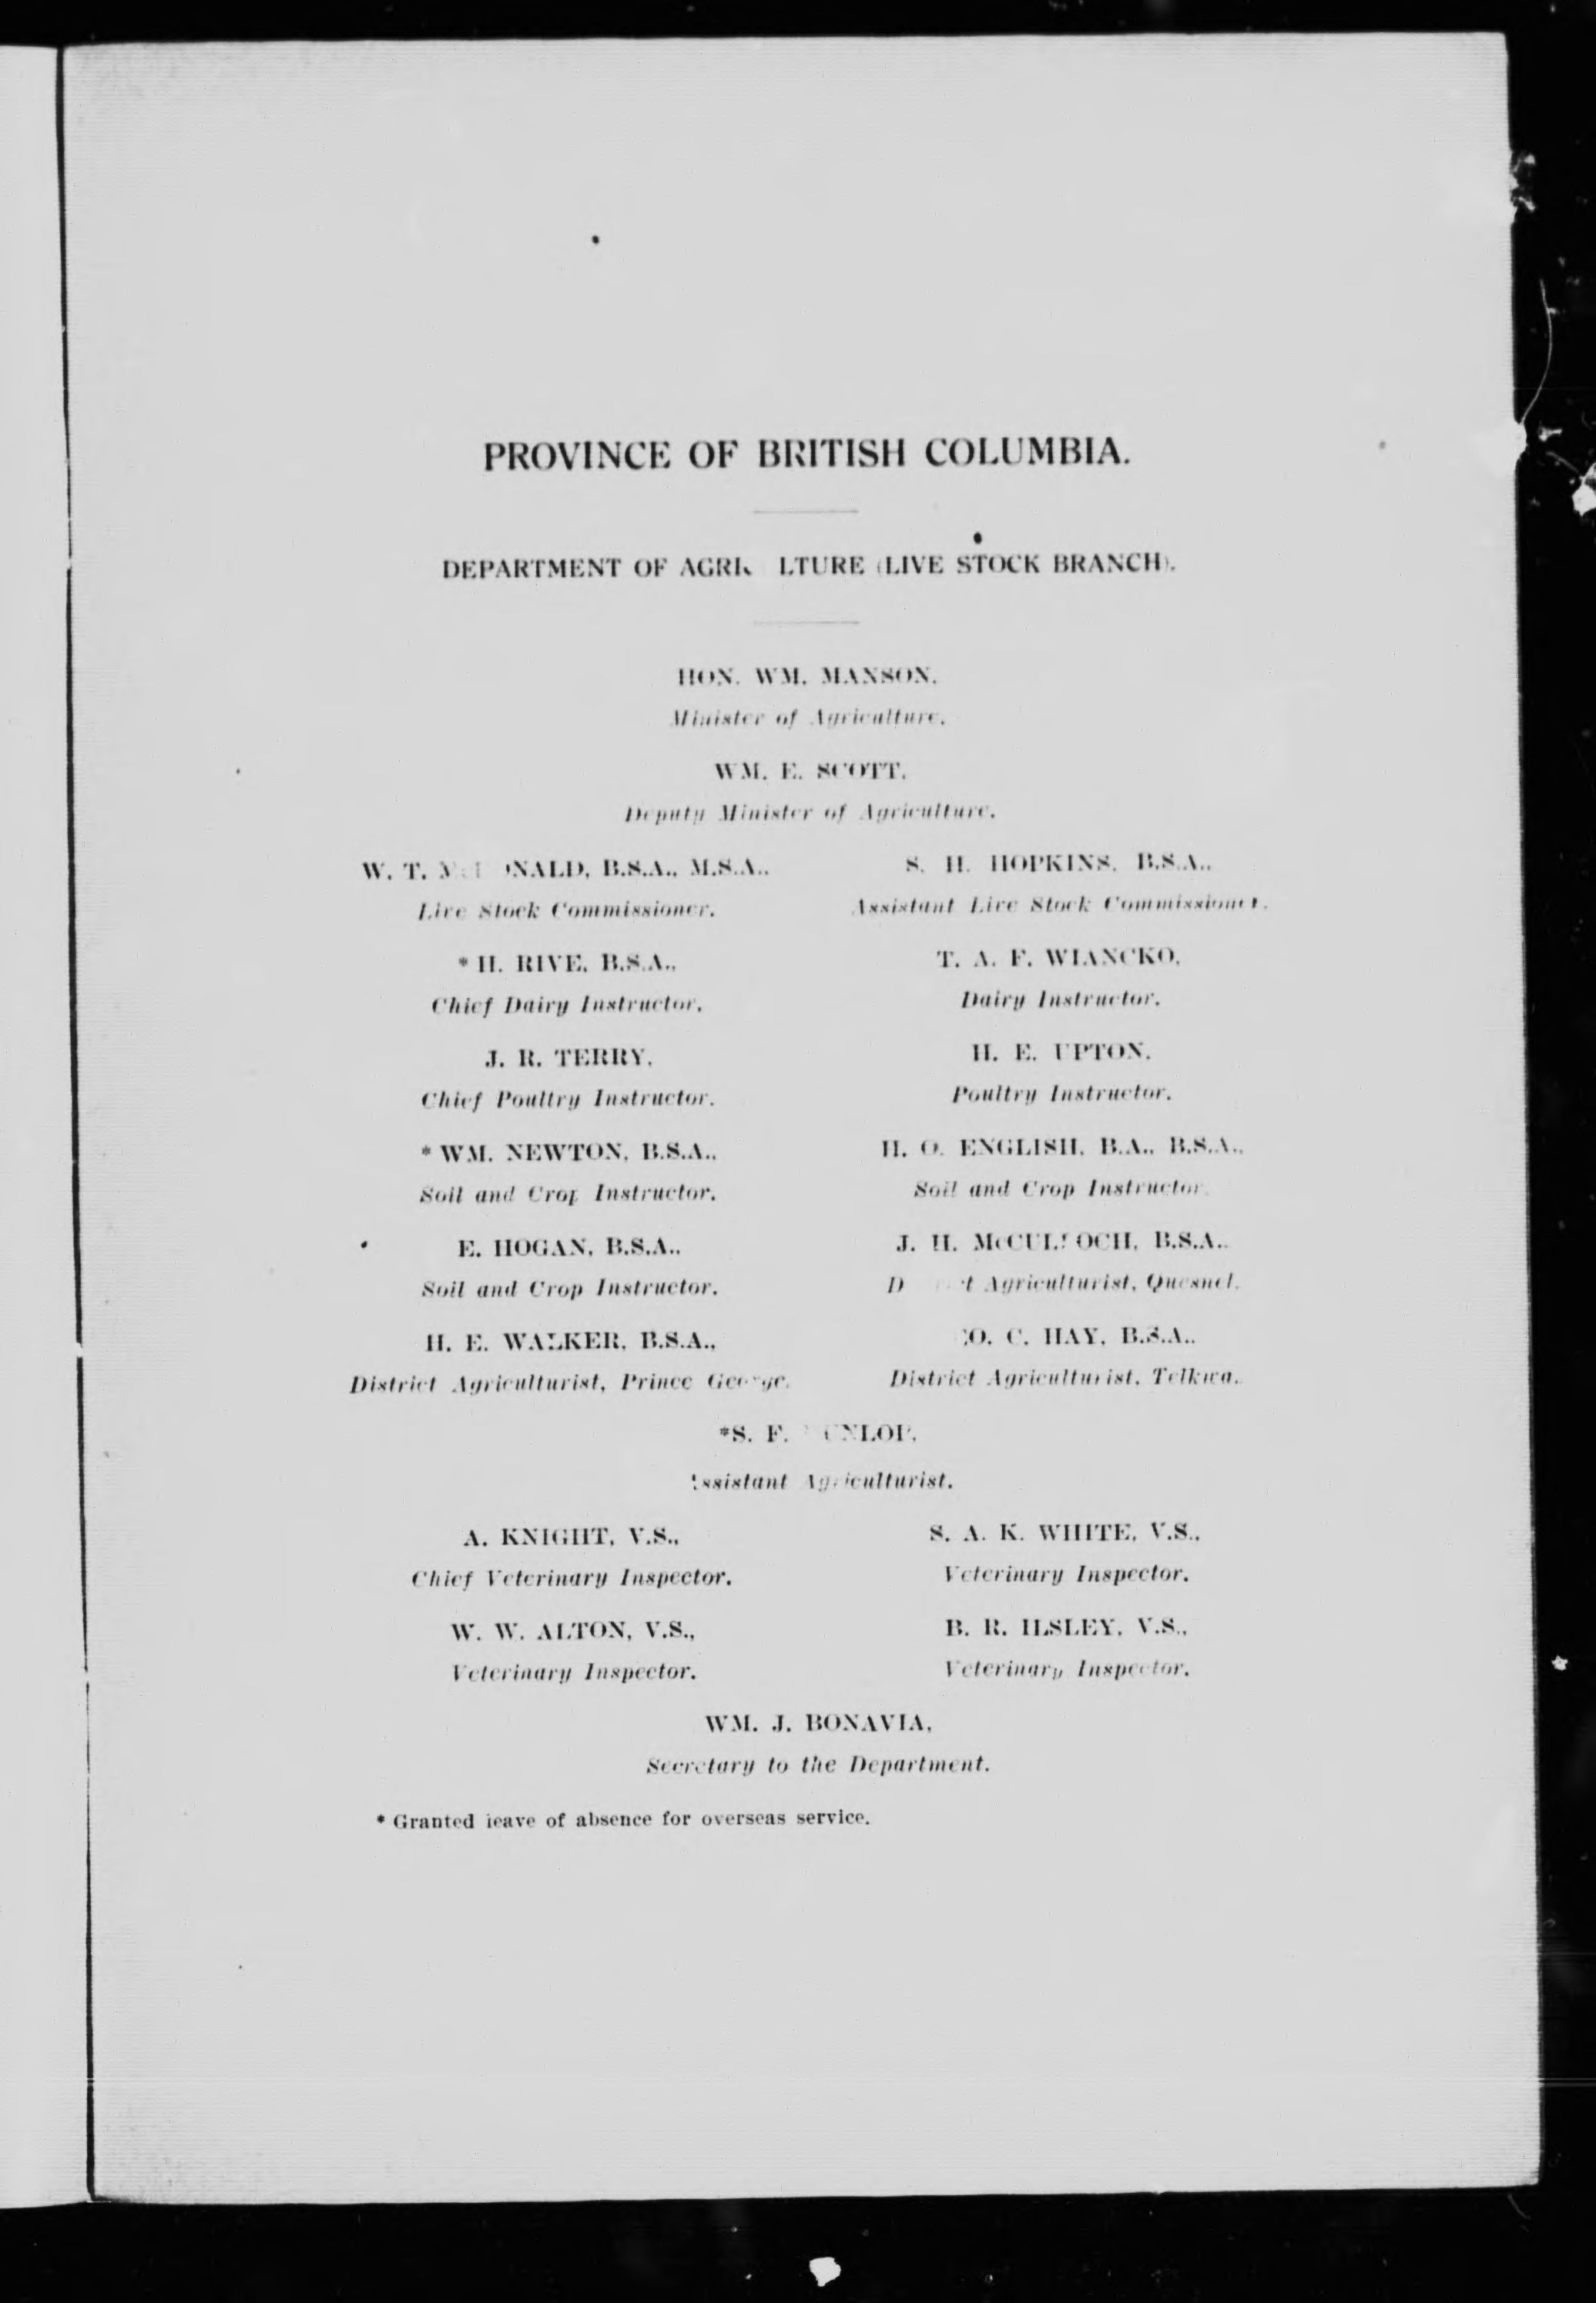 PROVINCE OF BRITISH COLUMBIA.
DEPARTMENT OF (LIVE STOCK BRANCH).
HON. WM. MANSON,
Minister of Agriculture.
WM. E. SCOTT,
Deputy Minister of Agriculture.
W. T. B.S.A., M.S.A.,
Live Stock Commissioner.
S. H. HOPKINS, B.S.A.,
Assistant Live Stock Commissioner.
* H. RIVE, B.S.A.,
Chief Dairy Instructor.
T. A. F. WIANCKO,
Dairy Instructor.
J. R. TERRY,
Chief Poultry Instructor.
H. E. UPTON,
Poultry Instructor.
* WM. NEWTON, B.S.A.,
Soil and Crop Instructor.
H. O. ENGLISH, B.A., B.S.A.,
Soil and Crop Instructor.
E. HOGAN, B.S.A.,
Soil and Crop Instructor.
J. H. McCULLOCH, B.S.A.,
Agriculturist, Quesnel.
H. E. WALKER, B.S.A.,
District Agriculturist, Prince George.
C. HAY, B.S.A.,
District Agriculturist, Telkwa.
*S. F.
Assistant Agriculturist.
A. KNIGHT, V.S.,
Chief Veterinary Inspector.
S. A. K. WHITE, V.S.,
Veterinary Inspector.
W. W. ALTON, V.S.,
Veterinary Inspector.
B. R. ILSLEY, V.S.,
Veterinary Inspector.
WM. J. BONAVIA,
Secretary to the Department.
* Granted leave of absence for overseas service.